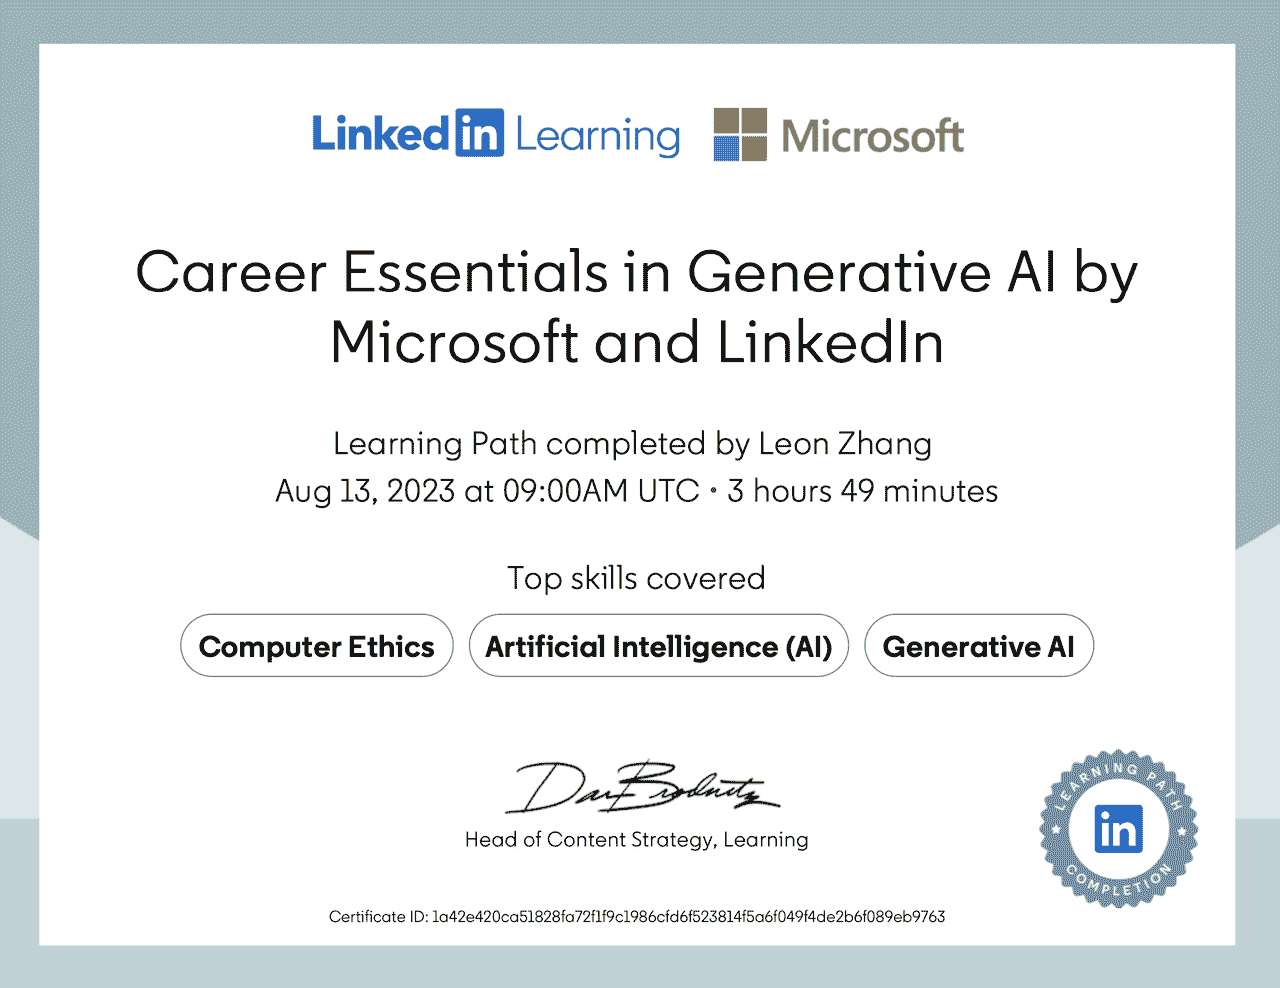 LinkedIn Learning Microsoft
Career Essentials in Generative AI by
Microsoft and LinkedIn
Learning Path completed by Leon Zhang
Aug 13, 2023 at 09:00AM UTC • 3 hours 49 minutes
Top skills covered
Computer Ethics Artificial Intelligence (AI) Generative AI
Dan Brodnitz
Head of Content Strategy, Learning
LEARNING PATH
in
COMPLETION
Certificate ID: 1a42e420ca51828fa72f1f9c1986cfd6f523814f5a6f049f4de2b6f089eb9763